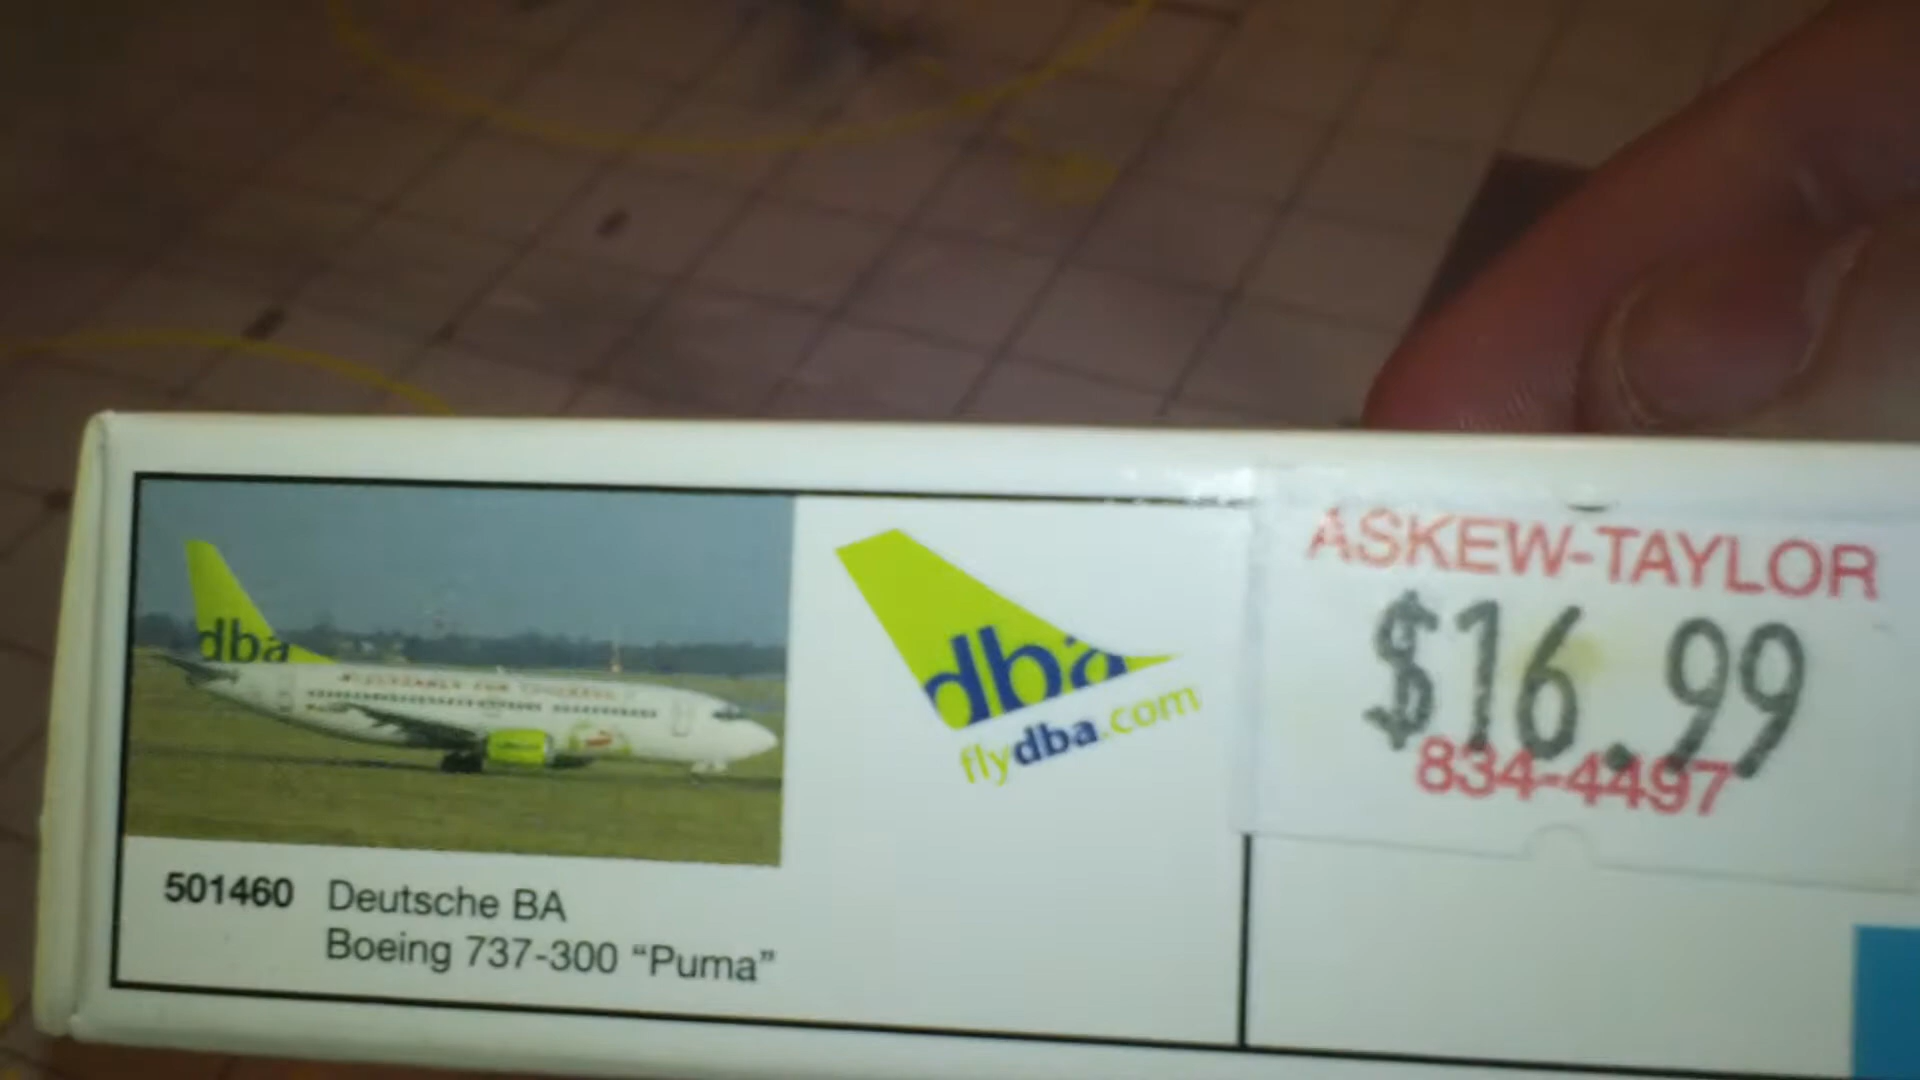 dba
dba
flydba.com
501460 Deutsche BA
Boeing 737-300 “Puma”
ASKEW-TAYLOR
$16.99
834-4497